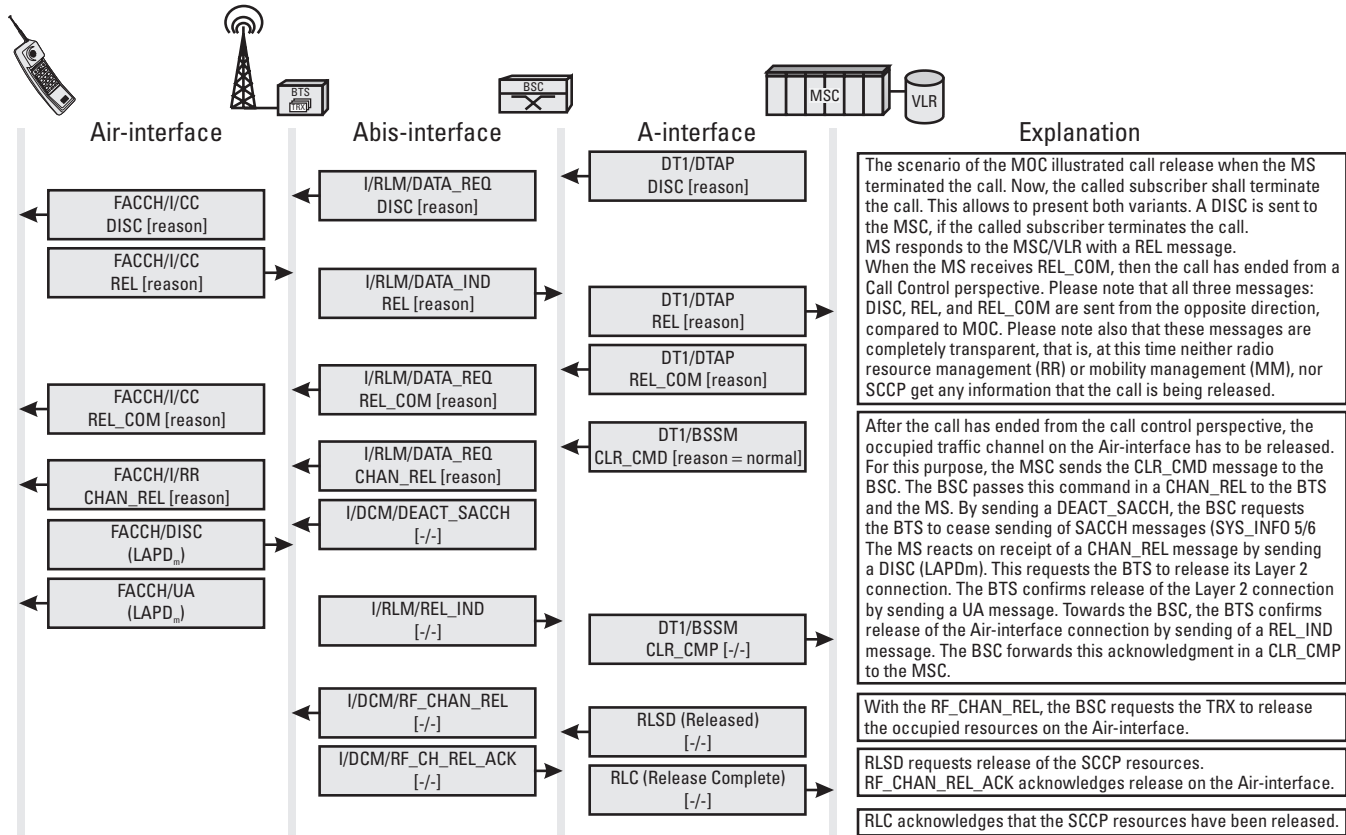 BTS
TRX
BSC
MSC
VLR
Air-interface
Abis-interface
A-interface
Explanation
DT1/DTAP
DISC [reason]
I/RLM/DATA_REQ
DISC [reason]
FACCH/I/CC
DISC [reason]
FACCH/I/CC
REL [reason]
I/RLM/DATA_IND
REL [reason]
DT1/DTAP
REL [reason]
DT1/DTAP
REL_COM [reason]
I/RLM/DATA_REQ
REL_COM [reason]
FACCH/I/CC
REL_COM [reason]
DT1/BSSM
CLR_CMD [reason = normal]
I/RLM/DATA_REQ
CHAN_REL [reason]
FACCH/I/RR
CHAN_REL [reason]
I/DCM/DEACT_SACCH
[-/-]
FACCH/DISC
(LAPDm)
FACCH/UA
(LAPDm)
I/RLM/REL_IND
[-/-]
DT1/BSSM
CLR_CMP [-/-]
I/DCM/RF_CHAN_REL
[-/-]
RLSD (Released)
[-/-]
I/DCM/RF_CH_REL_ACK
[-/-]
RLC (Release Complete)
[-/-]
The scenario of the MOC illustrated call release when the MS
terminated the call. Now, the called subscriber shall terminate
the call. This allows to present both variants. A DISC is sent to
the MSC, if the called subscriber terminates the call.
MS responds to the MSC/VLR with a REL message.
When the MS receives REL_COM, then the call has ended from a
Call Control perspective. Please note that all three messages:
DISC, REL, and REL_COM are sent from the opposite direction,
compared to MOC. Please note also that these messages are
completely transparent, that is, at this time neither radio
resource management (RR) or mobility management (MM), nor
SCCP get any information that the call is being released.
After the call has ended from the call control perspective, the
occupied traffic channel on the Air-interface has to be released.
For this purpose, the MSC sends the CLR_CMD message to the
BSC. The BSC passes this command in a CHAN_REL to the BTS
and the MS. By sending a DEACT_SACCH, the BSC requests
the BTS to cease sending of SACCH messages (SYS_INFO 5/6
The MS reacts on receipt of a CHAN_REL message by sending
a DISC (LAPDm). This requests the BTS to release its Layer 2
connection. The BTS confirms release of the Layer 2 connection
by sending a UA message. Towards the BSC, the BTS confirms
release of the Air-interface connection by sending of a REL_IND
message. The BSC forwards this acknowledgment in a CLR_CMP
to the MSC.
With the RF_CHAN_REL, the BSC requests the TRX to release
the occupied resources on the Air-interface.
RLSD requests release of the SCCP resources.
RF_CHAN_REL_ACK acknowledges release on the Air-interface.
RLC acknowledges that the SCCP resources have been released.